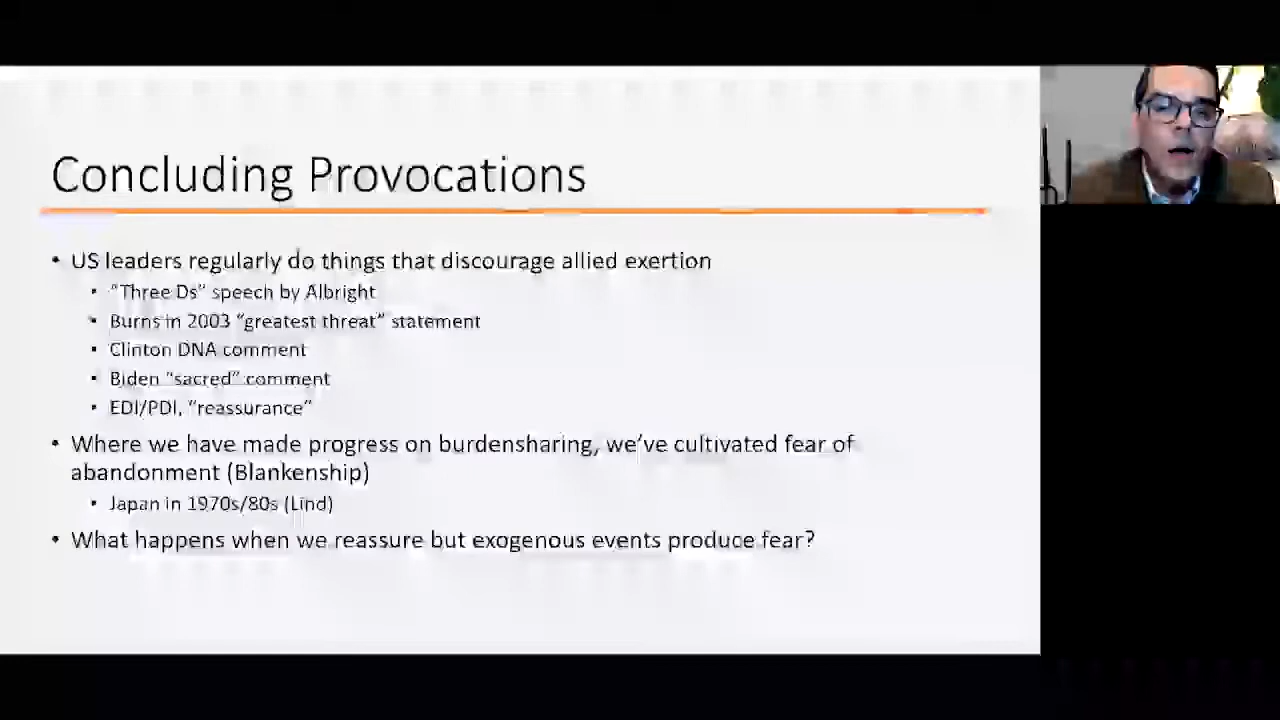 Concluding Provocations
• US leaders regularly do things that discourage allied exertion
• “Three Ds” speech by Albright
• Burns in 2003 “greatest threat” statement
• Clinton DNA comment
• Biden “sacred” comment
• EDI/PDI, “reassurance”
• Where we have made progress on burdensharing, we’ve cultivated fear of
abandonment (Blankenship)
• Japan in 1970s/80s (Lind)
• What happens when we reassure but exogenous events produce fear?